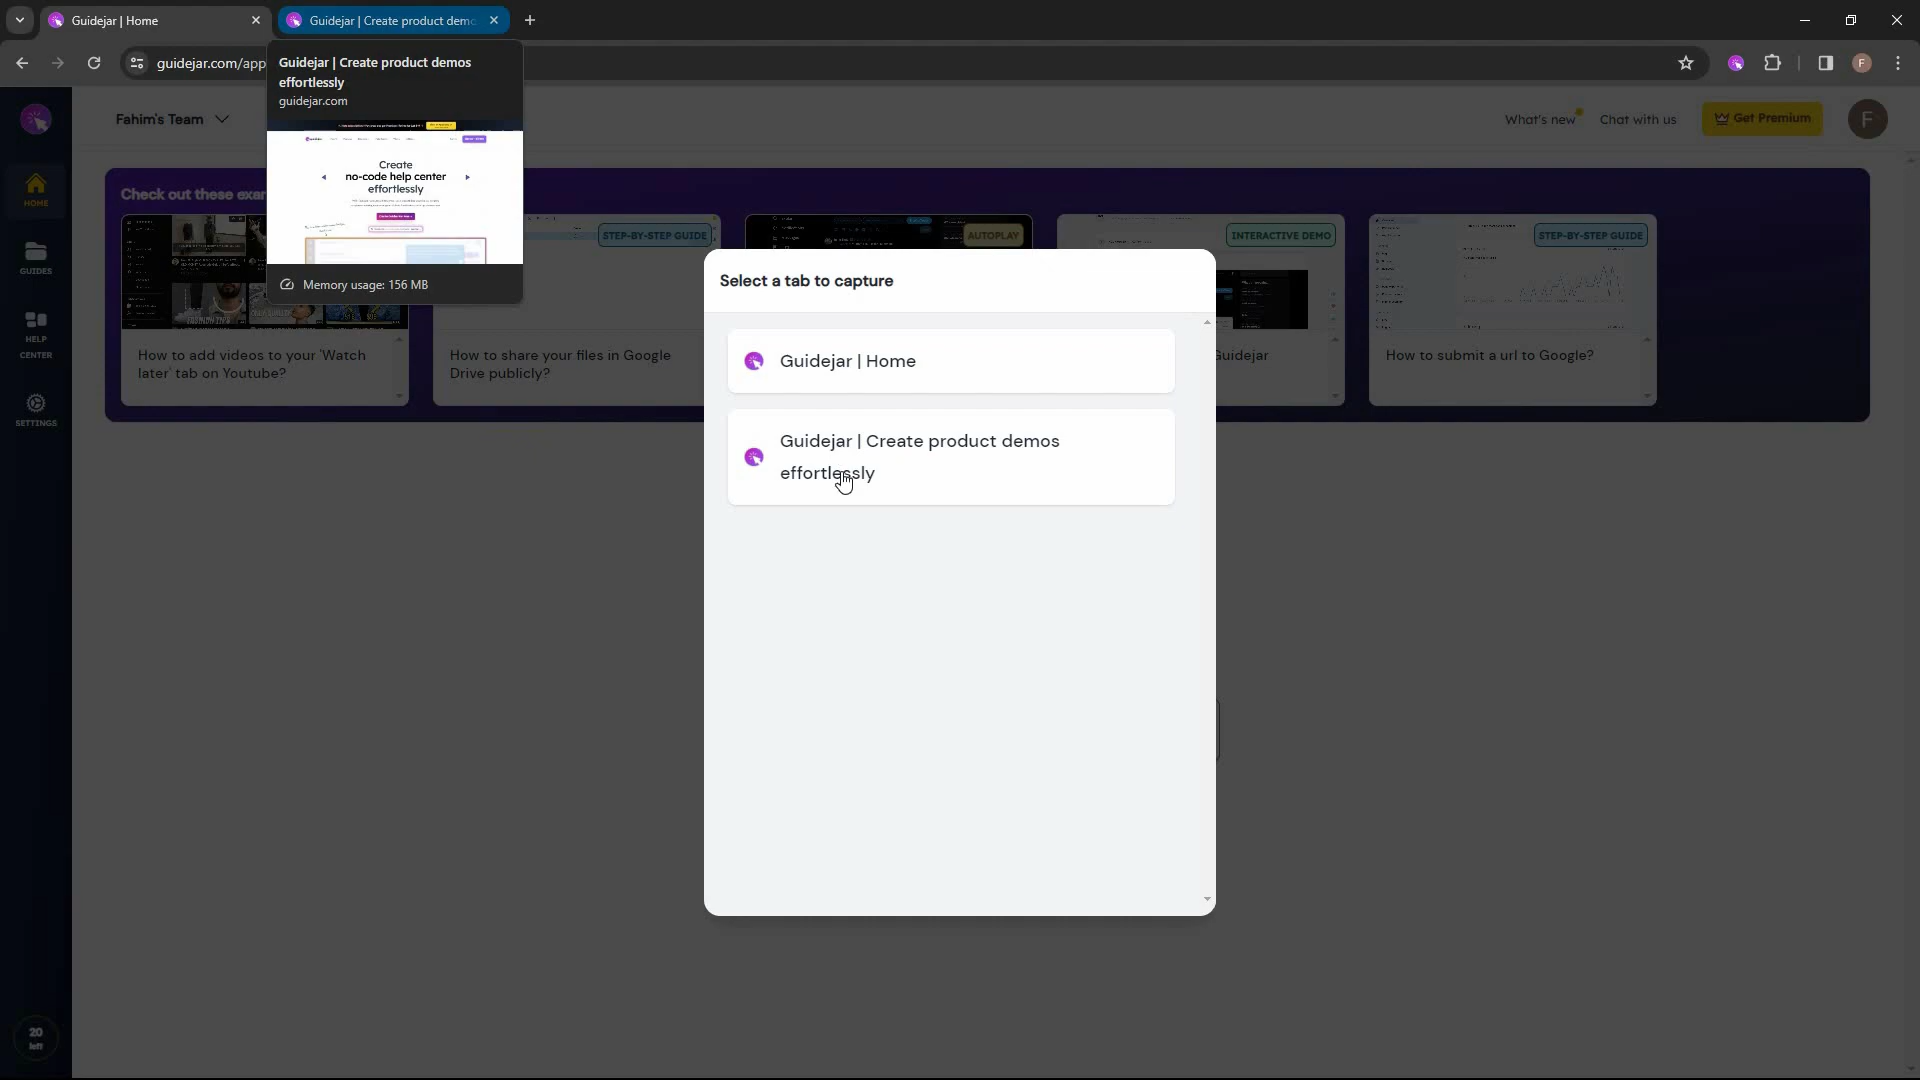 Guidejar | Home
Guidejar | Create product demo
guidejar.com/app
Guidejar | Create product demos
effortlessly
guidejar.com
Create
no-code help center
effortlessly
Memory usage: 156 MB
F
Fahim's Team
What's new
Chat with us
Get Premium
F
HOME
GUIDES
HELP
CENTER
SETTINGS
20
left
Check out these exar
STEP-BY-STEP GUIDE
AUTOPLAY
INTERACTIVE DEMO
STEP-BY-STEP GUIDE
How to add videos to your 'Watch
later' tab on Youtube?
How to share your files in Google
Drive publicly?
Guidejar
How to submit a url to Google?
Select a tab to capture
Guidejar | Home
Guidejar | Create product demos
effortlessly